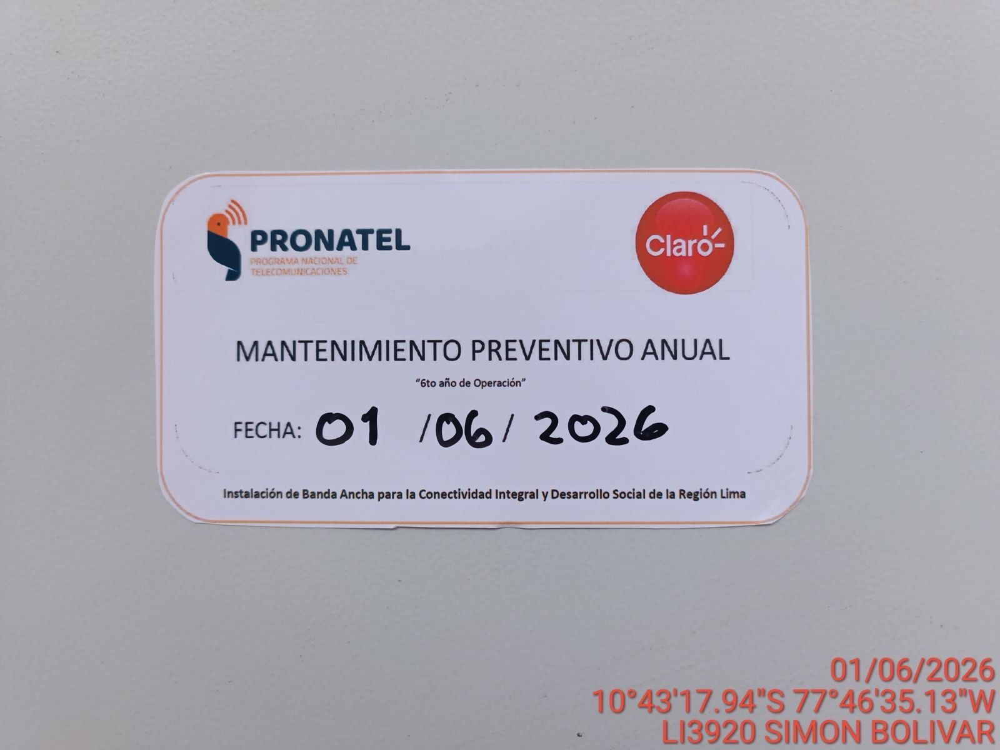 PRONATEL
PROGRAMA NACIONAL DE
TELECOMUNICACIONES
Claro
MANTENIMIENTO PREVENTIVO ANUAL
“6to año de Operación”
FECHA: 01 /06/ 2026
Instalación de Banda Ancha para la Conectividad Integral y Desarrollo Social de la Región Lima
01/06/2026
10°43'17.94"S 77°46'35.13"W
LI3920 SIMON BOLIVAR